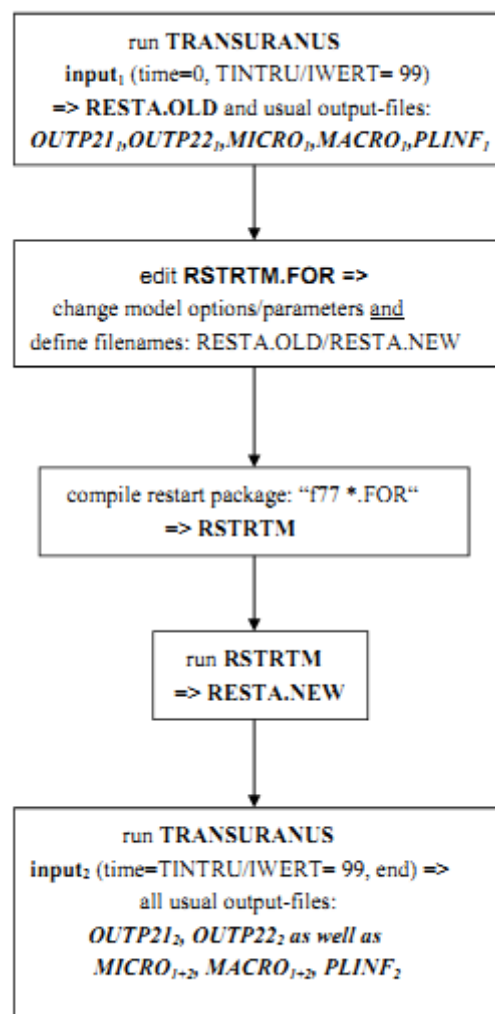 run TRANSURANUS
input₁ (time=0, TINTRU/IWERT= 99)
=> RESTA.OLD and usual output-files:
OUTP21₁,OUTP22₁,MICRO₁,MACRO₁,PLINF₁
edit RSTRTM.FOR =>
change model options/parameters and
define filenames: RESTA.OLD/RESTA.NEW
compile restart package: “f77 *.FOR“
=> RSTRTM
run RSTRTM
=> RESTA.NEW
run TRANSURANUS
input₂ (time=TINTRU/IWERT= 99, end) =>
all usual output-files:
OUTP21₂, OUTP22₂ as well as
MICRO₁₊₂, MACRO₁₊₂, PLINF₂